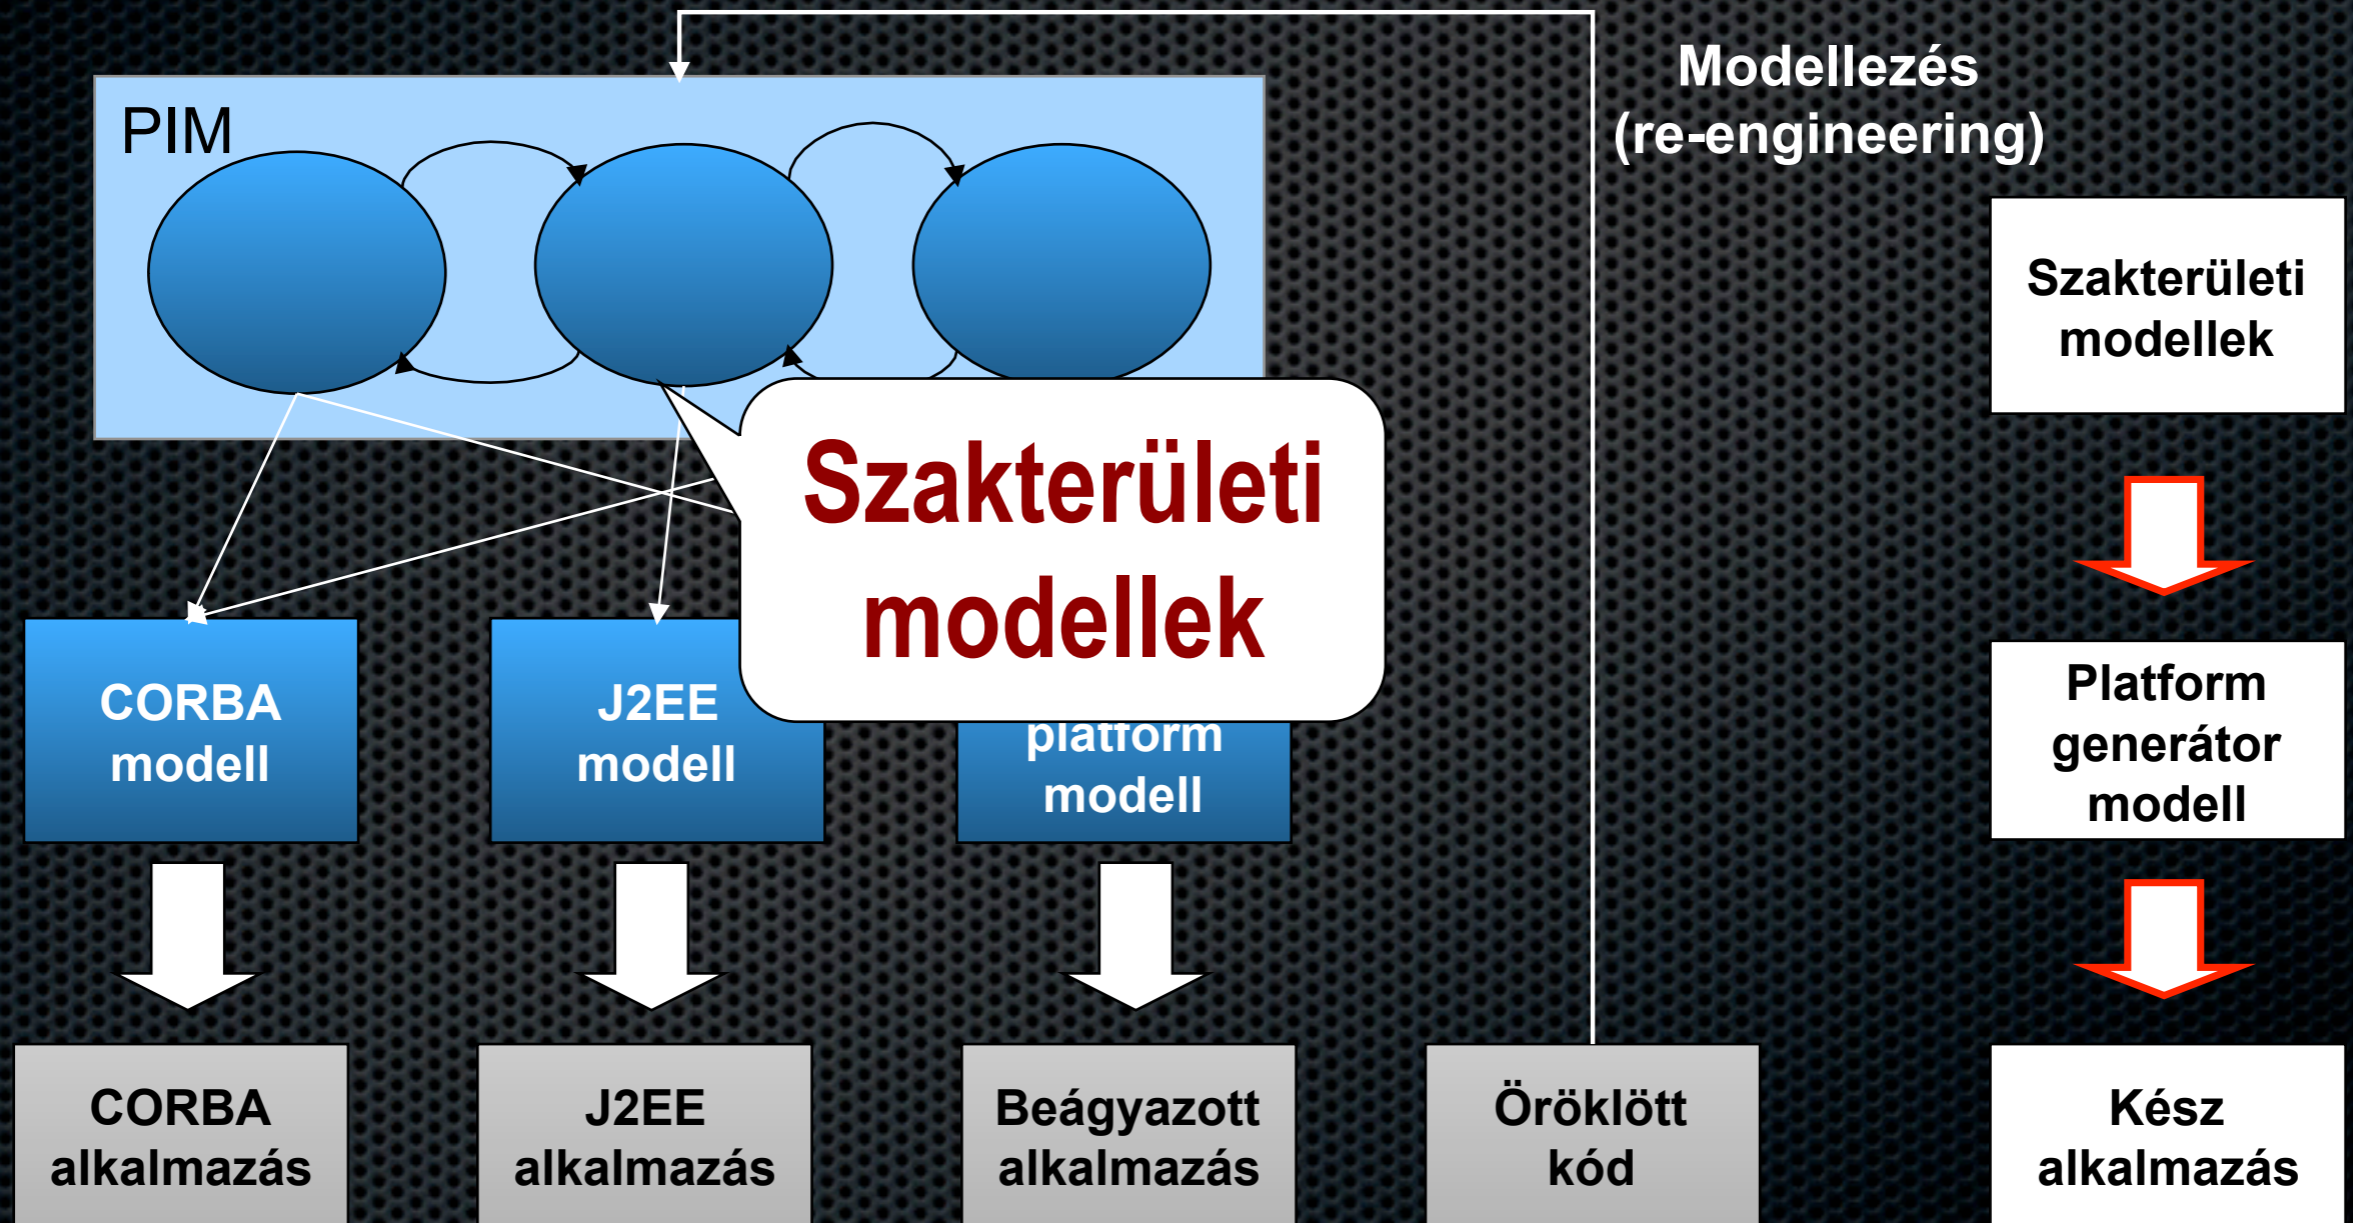 Modellezés
(re-engineering)
PIM
Szakterületi
modellek
Szakterületi
modellek
CORBA
modell
J2EE
modell
platform
modell
Platform
generátor
modell
CORBA
alkalmazás
J2EE
alkalmazás
Beágyazott
alkalmazás
Öröklött
kód
Kész
alkalmazás